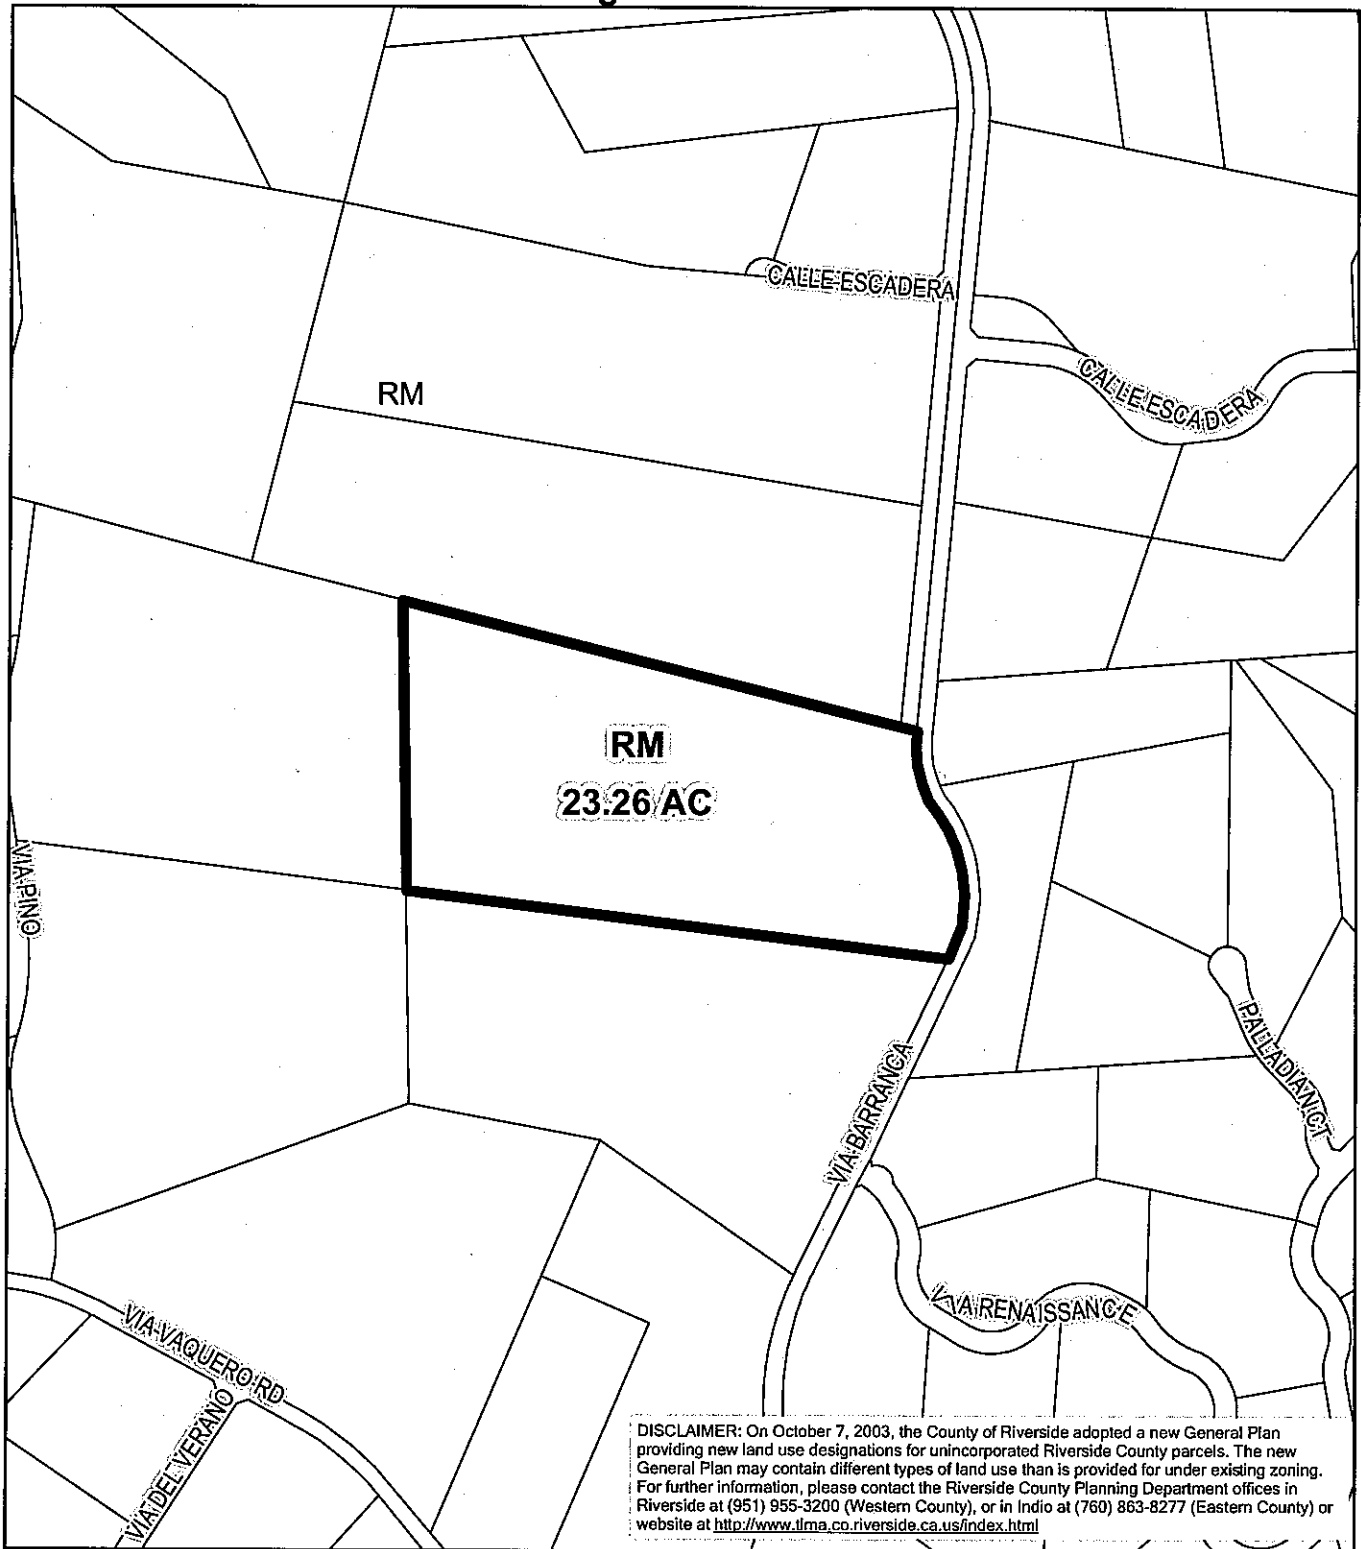 CALLE ESCADERA
CALLE ESCADERA
RM
RM
23.26 AC
VIA PINO
PALLADIAN CT
VIA BARRANCA
VIA RENAISSANCE
VIA VAQUERO RD
VIA DEL VERANO
DISCLAIMER: On October 7, 2003, the County of Riverside adopted a new General Plan
providing new land use designations for unincorporated Riverside County parcels. The new
General Plan may contain different types of land use than is provided for under existing zoning.
For further information, please contact the Riverside County Planning Department offices in
Riverside at (951) 955-3200 (Western County), or in Indio at (760) 863-8277 (Eastern County) or
website at http://www.tlma.co.riverside.ca.us/index.html